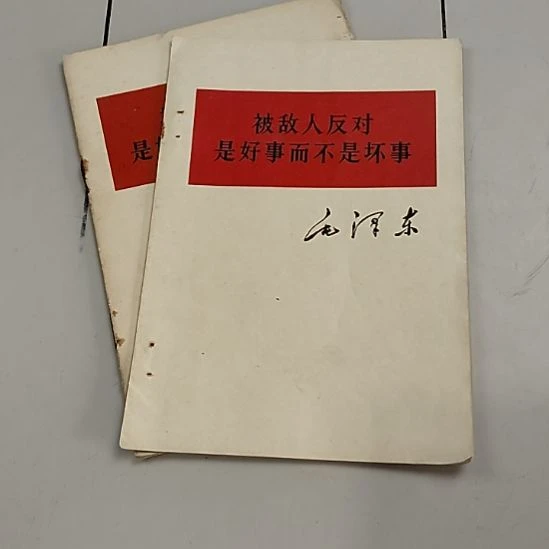 被敌人反对
是好事而不是坏事
毛泽东
是